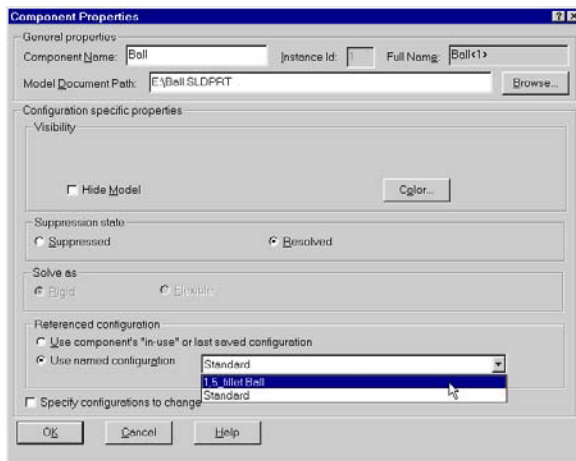 Component Properties
General properties
Component Name: Ball Instance Id: 1 Full Name: Ball<1>
Model Document Path: E:\Ball.SLDPRT Browse...
Configuration specific properties
Visibility
Hide Model Color...
Suppression state
Suppressed Resolved
Solve as
Rigid Flexible
Referenced configuration
Use component's "in-use" or last saved configuration
Use named configuration Standard
1,5_fillet Ball
Standard
Specify configurations to change
OK Cancel Help